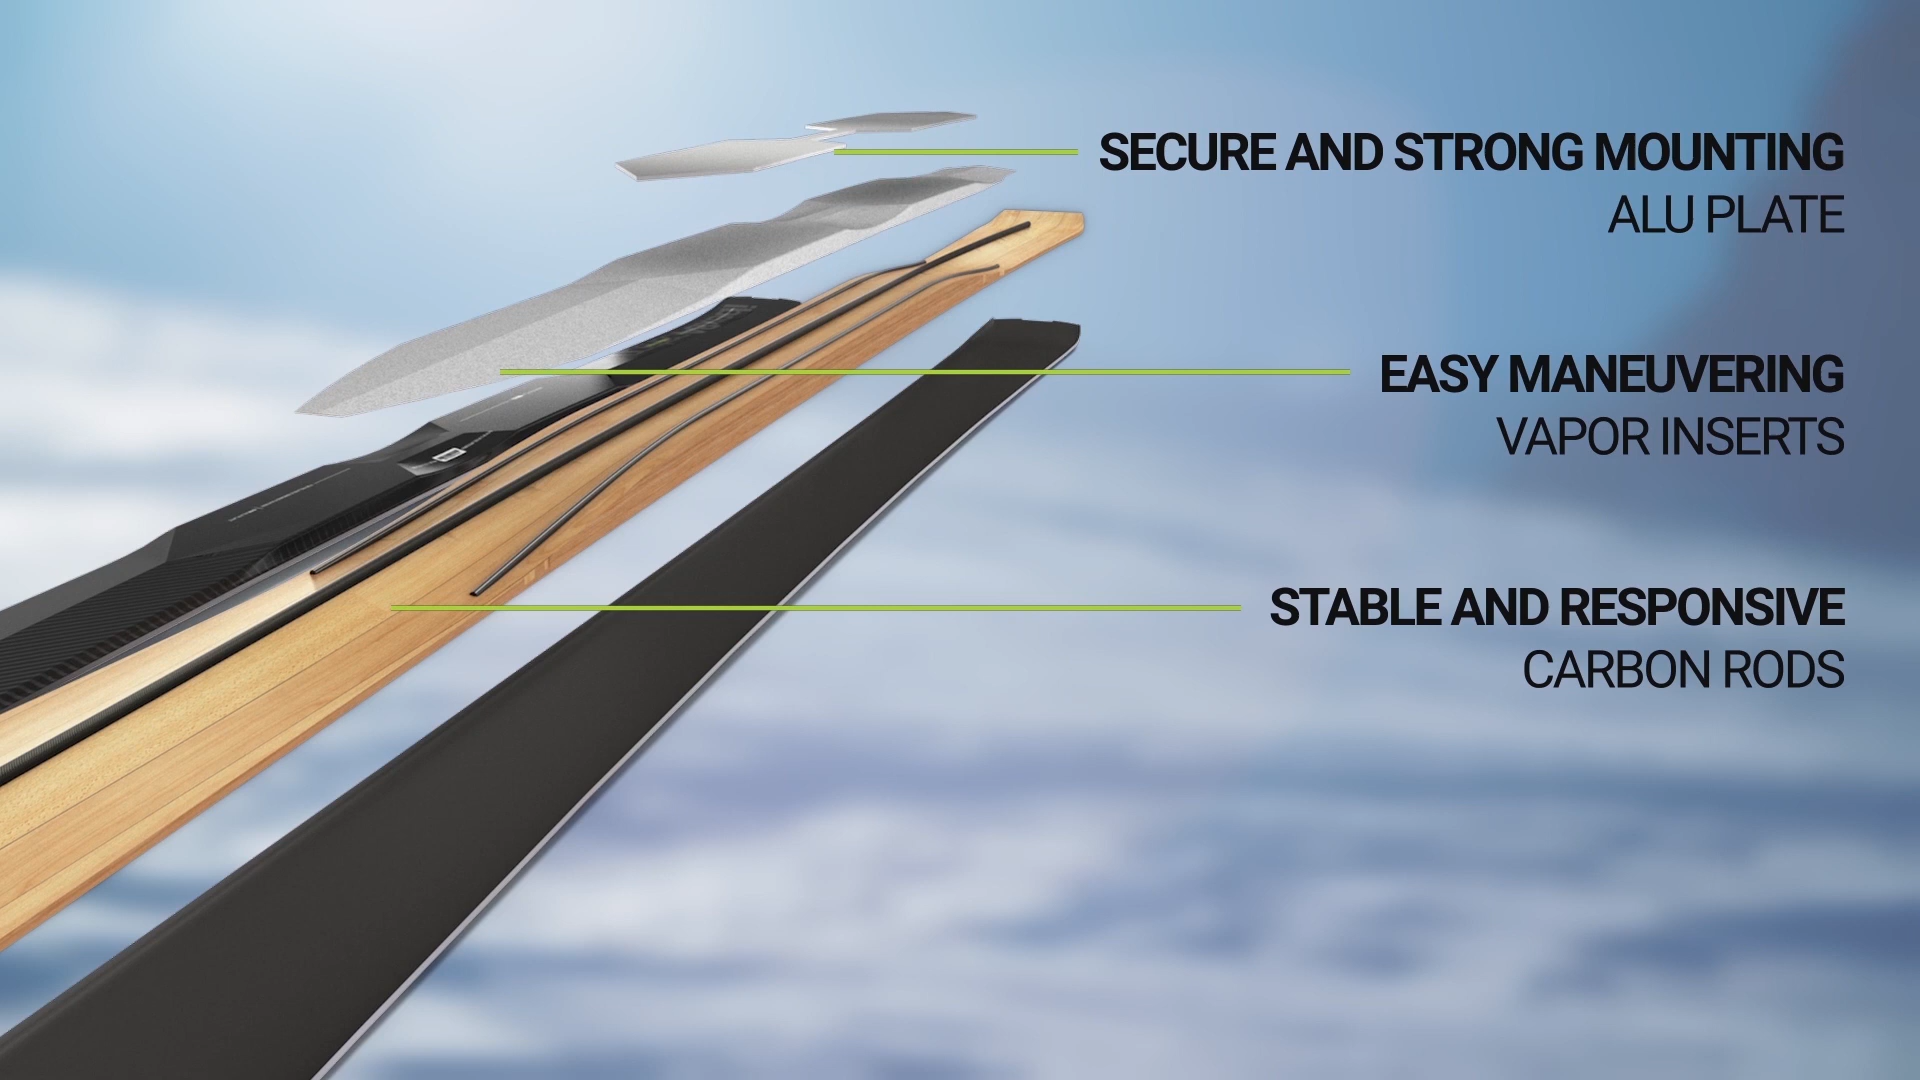 SECURE AND STRONG MOUNTING
ALU PLATE
EASY MANEUVERING
VAPOR INSERTS
STABLE AND RESPONSIVE
CARBON RODS